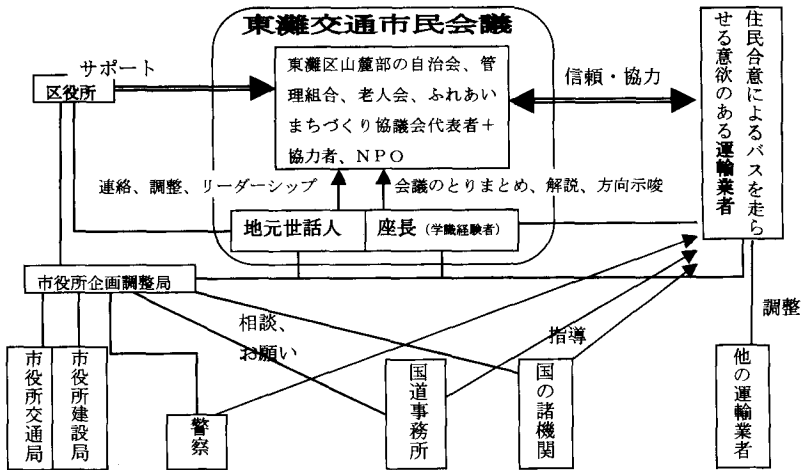 東灘交通市民会議
サポート
区役所
東灘区山麓部の自治会、管
理組合、老人会、ふれあい
まちづくり協議会代表者＋
協力者、NPO
信頼・協力
住民合意によるバスを走ら
せる意欲のある運輸業者
連絡、調整、リーダーシップ
会議のとりまとめ、解説、方向示唆
地元世話人
座長（学識経験者）
市役所企画調整局
相談、
お願い
指導
調整
市役所交通局
市役所建設局
警察
国道事務所
国の諸機関
他の運輸業者